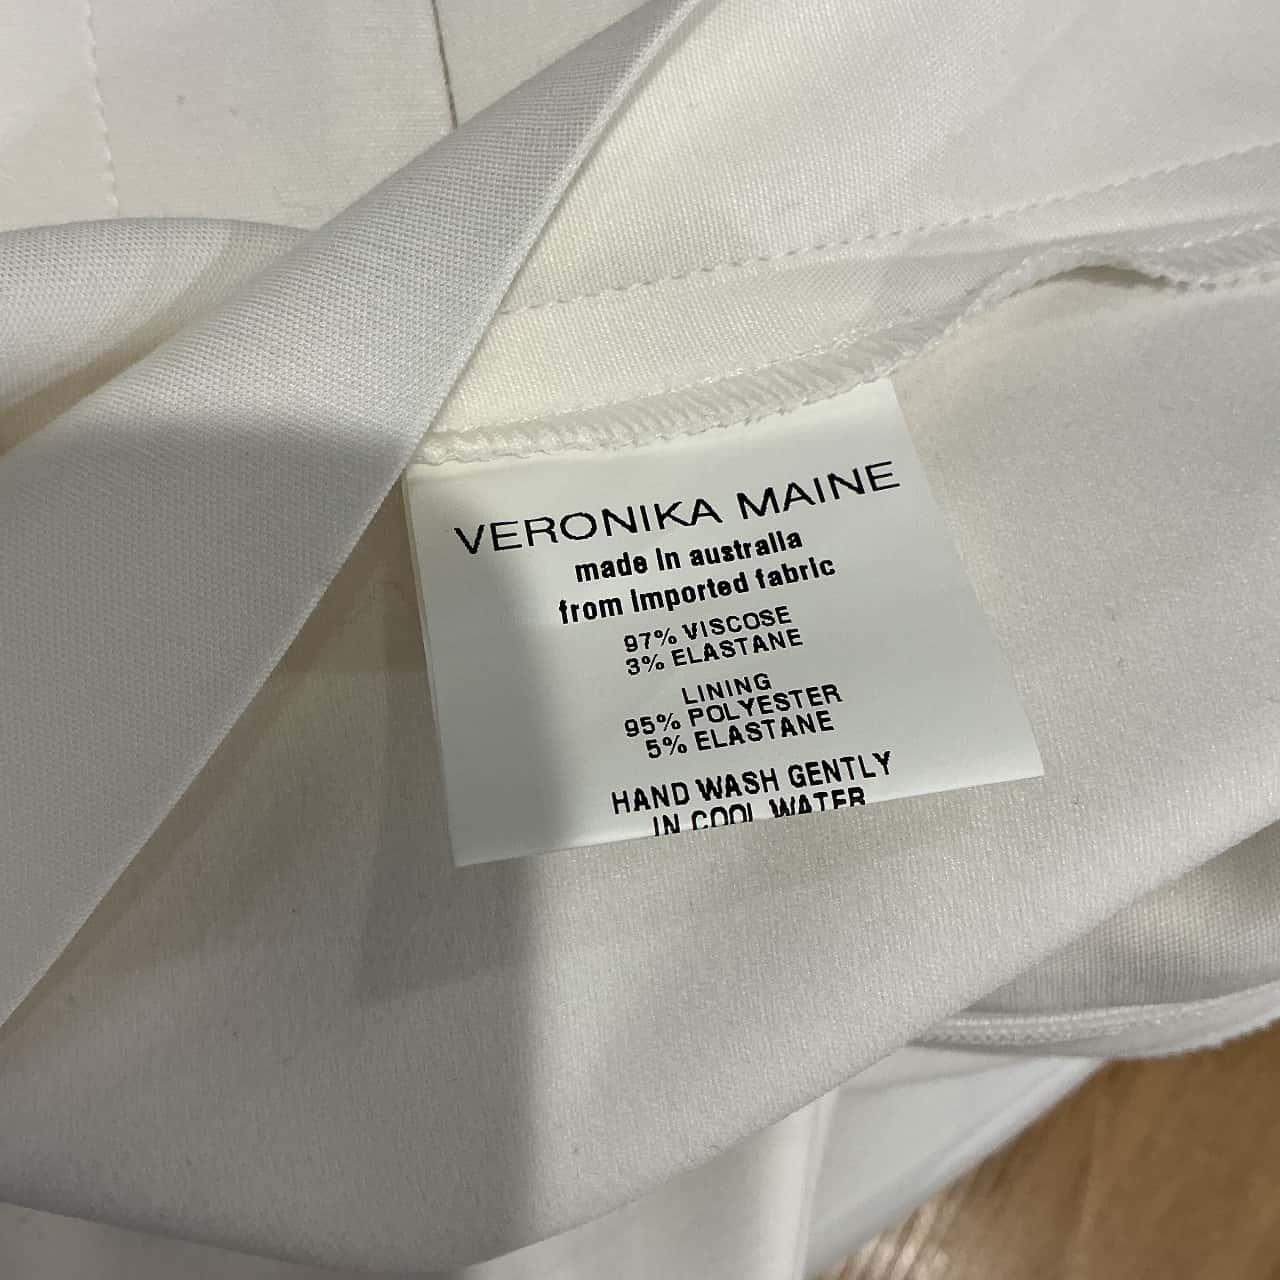 VERONIKA MAINE
made in australia
from imported fabric
97% VISCOSE
3% ELASTANE
LINING
95% POLYESTER
5% ELASTANE
HAND WASH GENTLY
IN COOL WATER